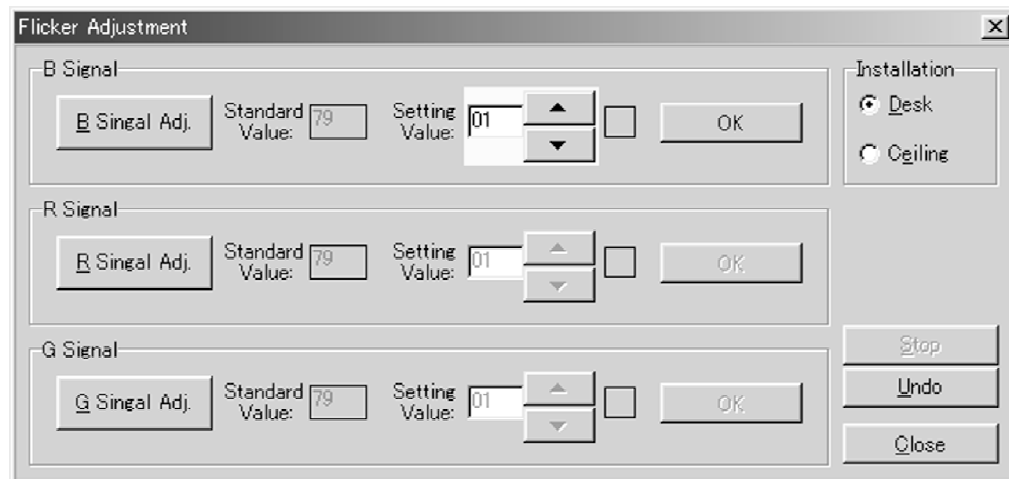 Flicker Adjustment
B Signal
B Singal Adj.
Standard Value: 79
Setting Value: 01
OK
Installation
Desk
Ceiling
R Signal
R Singal Adj.
Standard Value: 79
Setting Value: 01
OK
G Signal
G Singal Adj.
Standard Value: 79
Setting Value: 01
OK
Stop
Undo
Close